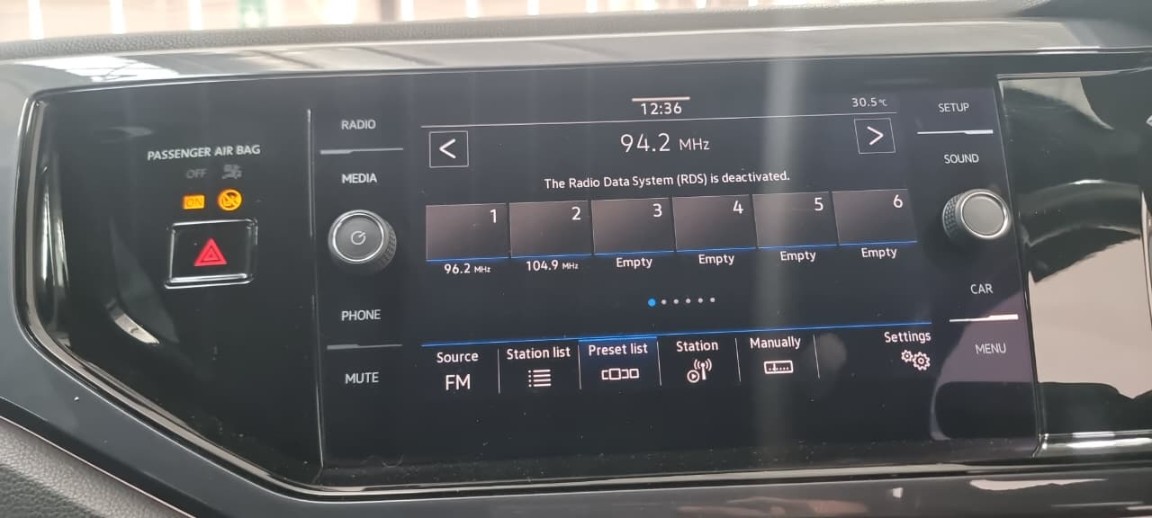 PASSENGER AIR BAG
OFF
ON
RADIO
MEDIA
PHONE
MUTE
12:36
30.5°C
94.2 MHz
The Radio Data System (RDS) is deactivated.
1
2
3
4
5
6
96.2 MHz
104.9 MHz
Empty
Empty
Empty
Empty
Source
FM
Station list
Preset list
Station
Manually
Settings
SETUP
SOUND
CAR
MENU